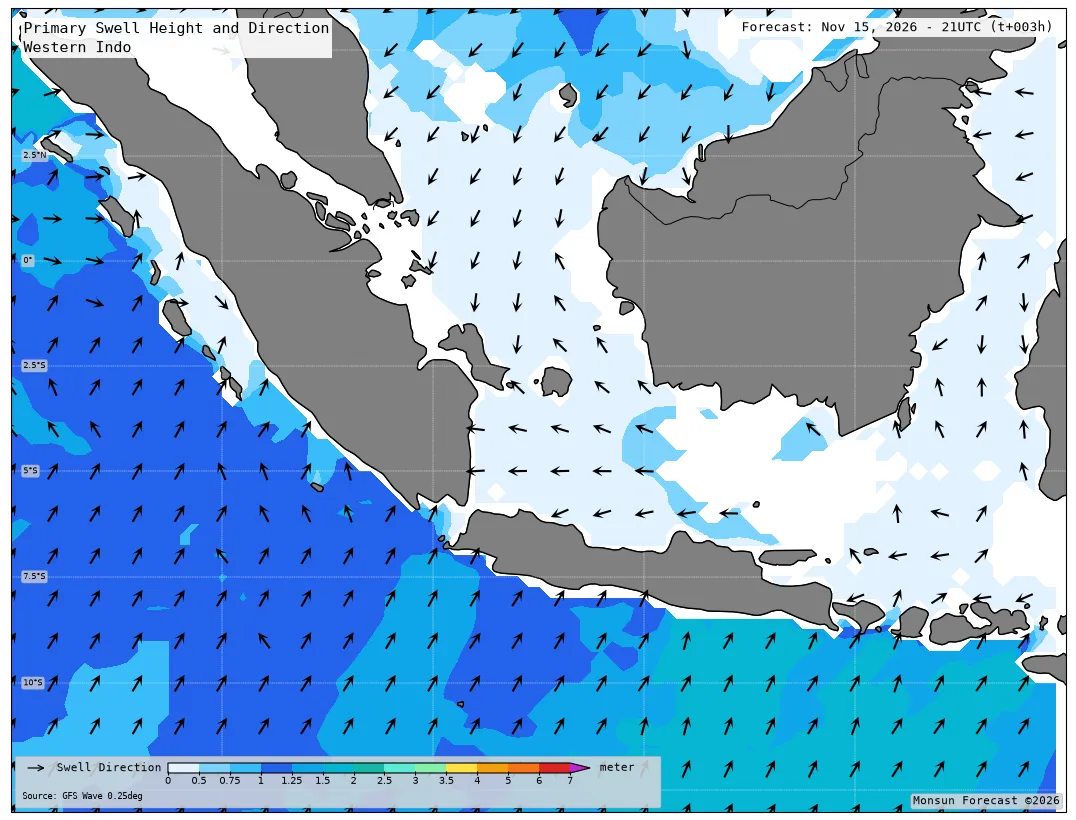 Primary Swell Height and Direction
Western Indo
Forecast: Nov 15, 2026 - 21UTC (t+003h)
2.5°N
0°
2.5°S
5°S
7.5°S
10°S
Swell Direction
0 0.5 0.75 1 1.25 1.5 2 2.5 3 3.5 4 5 6 7
meter
Source: GFS Wave 0.25deg
Monsun Forecast ©2026